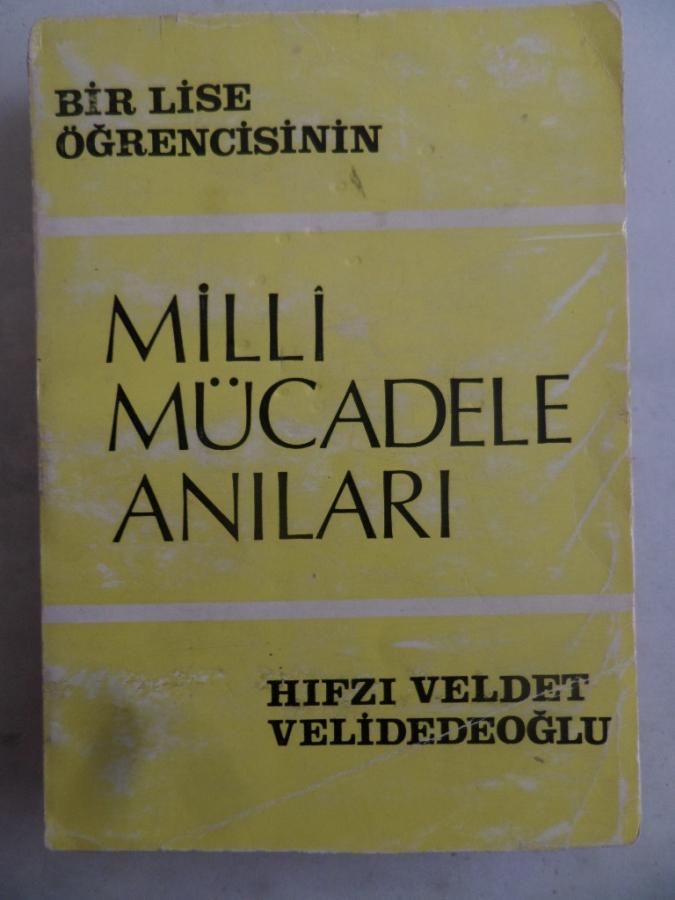 BİR LİSE
ÖĞRENCİSİNİN
MİLLÎ
MÜCADELE
ANILARI
HIFZI VELDET
VELİDEDEOĞLU